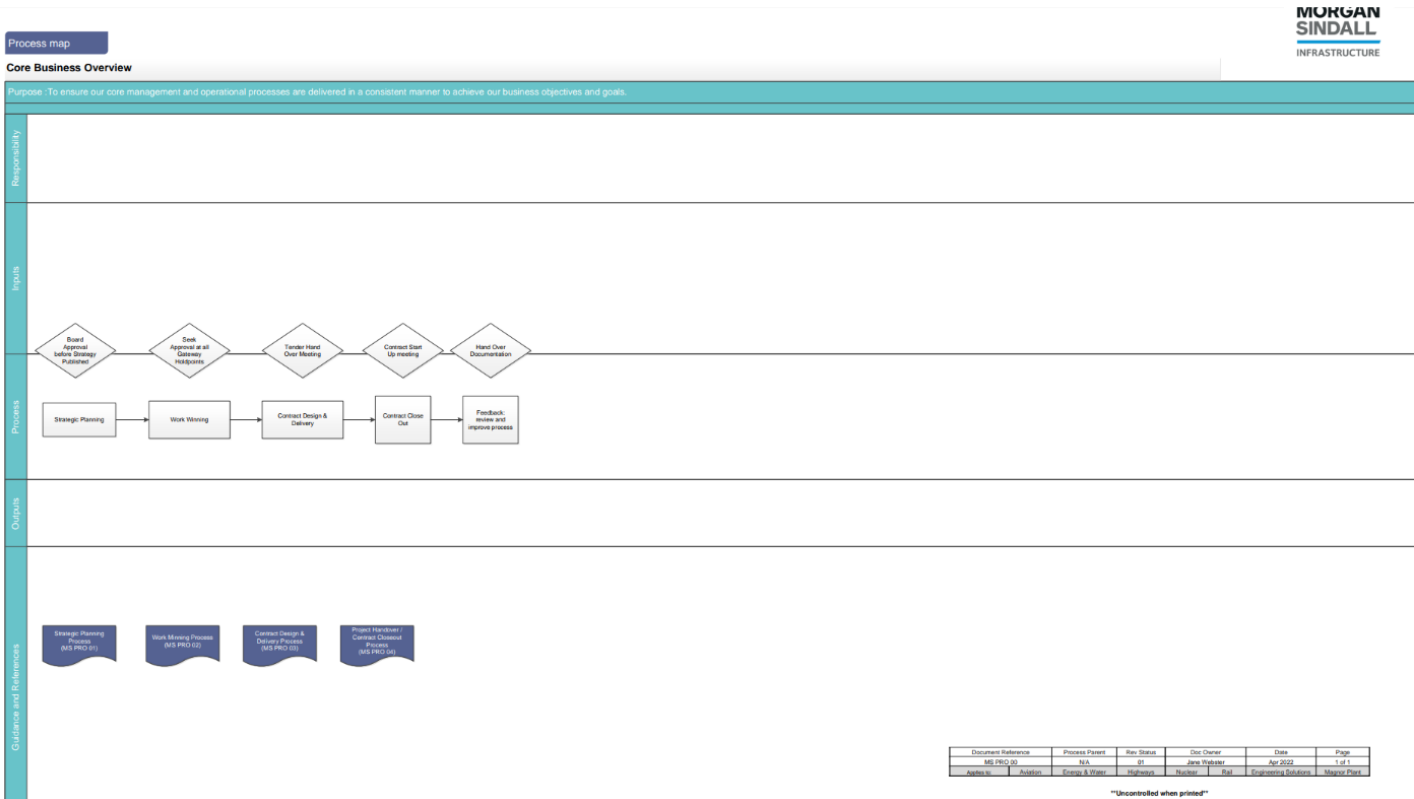 MORGAN
SINDALL
INFRASTRUCTURE
Process map
Core Business Overview
Purpose :To ensure our core management and operational processes are delivered in a consistent manner to achieve our business objectives and goals.
Responsibility
Inputs
Board
Approval
before Strategy
Published
Seek
Approval at all
Gateway
Holdpoints
Tender Hand
Over Meeting
Contract Start
Up meeting
Hand Over
Documentation
Process
Strategic Planning
Work Winning
Contract Design &
Delivery
Contract Close
Out
Feedback:
review and
improve process
Outputs
Guidance and References
Strategic Planning
Process
(MS PRO 01)
Work Winning Process
(MS PRO 02)
Contract Design &
Delivery Process
(MS PRO 03)
Project Handover /
Contract Closeout
Process
(MS PRO 04)
Document Reference Process Parent Rev Status Doc Owner Date Page
MS PRO 00 N/A 01 Jane Webster Apr 2022 1 of 1
Applies to: Aviation Energy & Water Highways Nuclear Rail Engineering Solutions Magnor Plant
**Uncontrolled when printed**